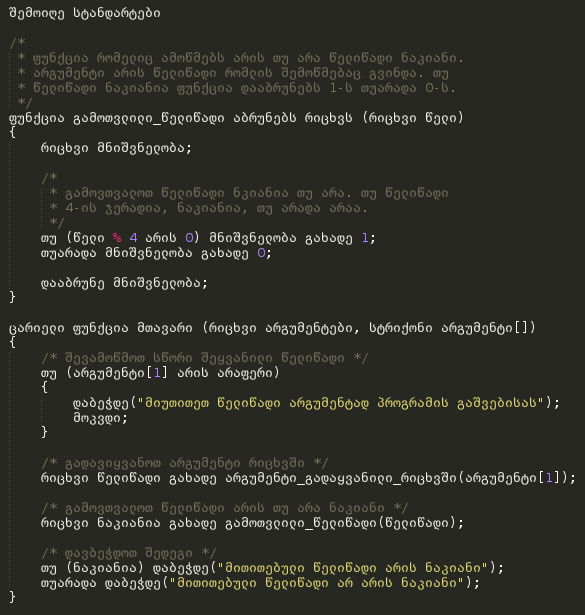 შემოიღე სტანდარტები
/*
* ფუნქცია რომელიც ამოწმებს არის თუ არა წელიწადი ნაკიანი.
* არგუმენტი არის წელიწადი რომლის შემოწმებაც გვინდა. თუ
* წელიწადი ნაკიანია ფუნქცია დააბრუნებს 1-ს თუარადა 0-ს.
*/
ფუნქცია გამოთვლილი_წელიწადი აბრუნებს რიცხვს (რიცხვი წელი)
{
რიცხვი მნიშვნელობა;
/*
* გამოვთვალოთ წელიწადი ნკიანია თუ არა. თუ წელიწადი
* 4-ის ჯერადია, ნაკიანია, თუ არადა არაა.
*/
თუ (წელი % 4 არის 0) მნიშვნელობა გახადე 1;
თუარადა მნიშვნელობა გახადე 0;
დააბრუნე მნიშვნელობა;
}
ცარიელი ფუნქცია მთავარი (რიცხვი არგუმენტები, სტრიქონი არგუმენტი[])
{
/* შევამოწმოთ სწორი შეყვანილი წელიწადი */
თუ (არგუმენტი[1] არის არაფერი)
{
დაბეჭდე("მიუთითეთ წელიწადი არგუმენტად პროგრამის გაშვებისას");
მოკვდი;
}
/* გადავიყვანოთ არგუმენტი რიცხვში */
რიცხვი წელიწადი გახადე არგუმენტი_გადაყვანილი_რიცხვში(არგუმენტი[1]);
/* გამოვთვალოთ წელიწადი არის თუ არა ნაკიანი */
რიცხვი ნაკიანია გახადე გამოთვლილი_წელიწადი(წელიწადი);
/* დავბეჭდოთ შედეგი */
თუ (ნაკიანია) დაბეჭდე("მითითებული წელიწადი არის ნაკიანი");
თუარადა დაბეჭდე("მითითებული წელიწადი არ არის ნაკიანი");
}